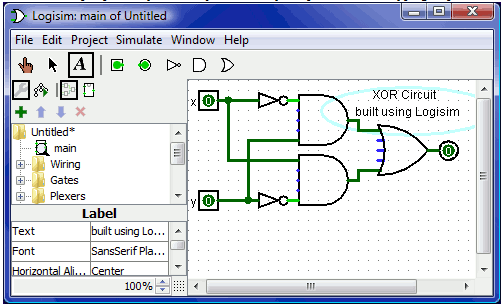 Logisim: main of Untitled
File Edit Project Simulate Window Help
A
Untitled*
main
Wiring
Gates
Plexers
Label
Text built using Lo...
Font SansSerif Pla...
Horizontal Ali... Center
100%
x 0
XOR Circuit
built using Logisim
0
y 0